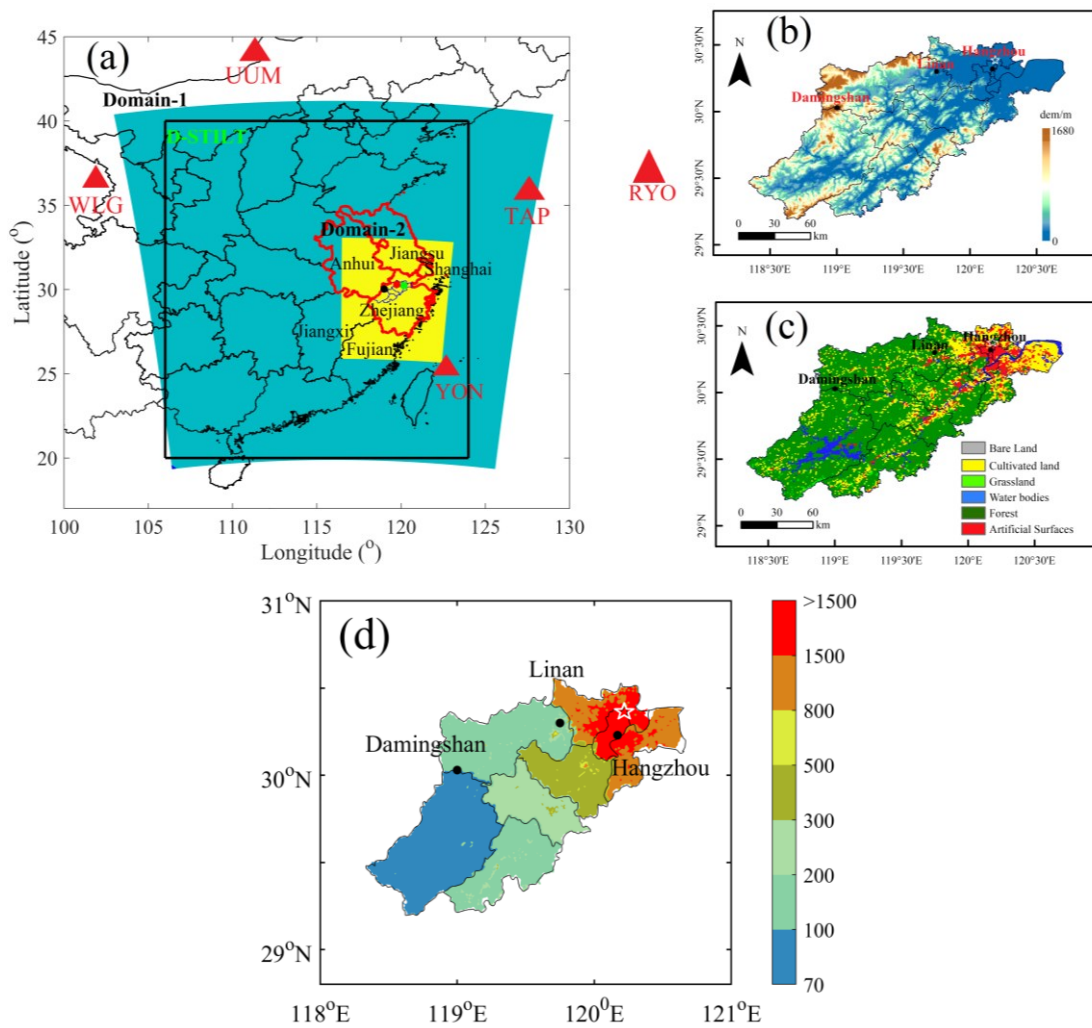 (a)
45
40
35
30
25
20
100
105
110
115
120
125
130
Latitude (°)
Longitude (°)
UUM
Domain-1
D-STILT
WLG
TAP
RYO
Domain-2
Jiangsu
Anhui
Shanghai
Zhejiang
Jiangxi
Fujian
YON
(b)
N
30°30'N
30°N
29°30'N
29°N
Hangzhou
Linan
Damingshan
dem/m
1680
0
0 30 60
km
118°30'E 119°E 119°30'E 120°E 120°30'E
(c)
N
30°30'N
30°N
29°30'N
29°N
Hangzhou
Linan
Damingshan
Bare Land
Cultivated land
Grassland
Water bodies
Forest
Artificial Surfaces
0 30 60
km
118°30'E 119°E 119°30'E 120°E 120°30'E
(d)
31°N
30°N
29°N
Linan
Damingshan
Hangzhou
118°E 119°E 120⁰E 121°E
>1500
1500
800
500
300
200
100
70